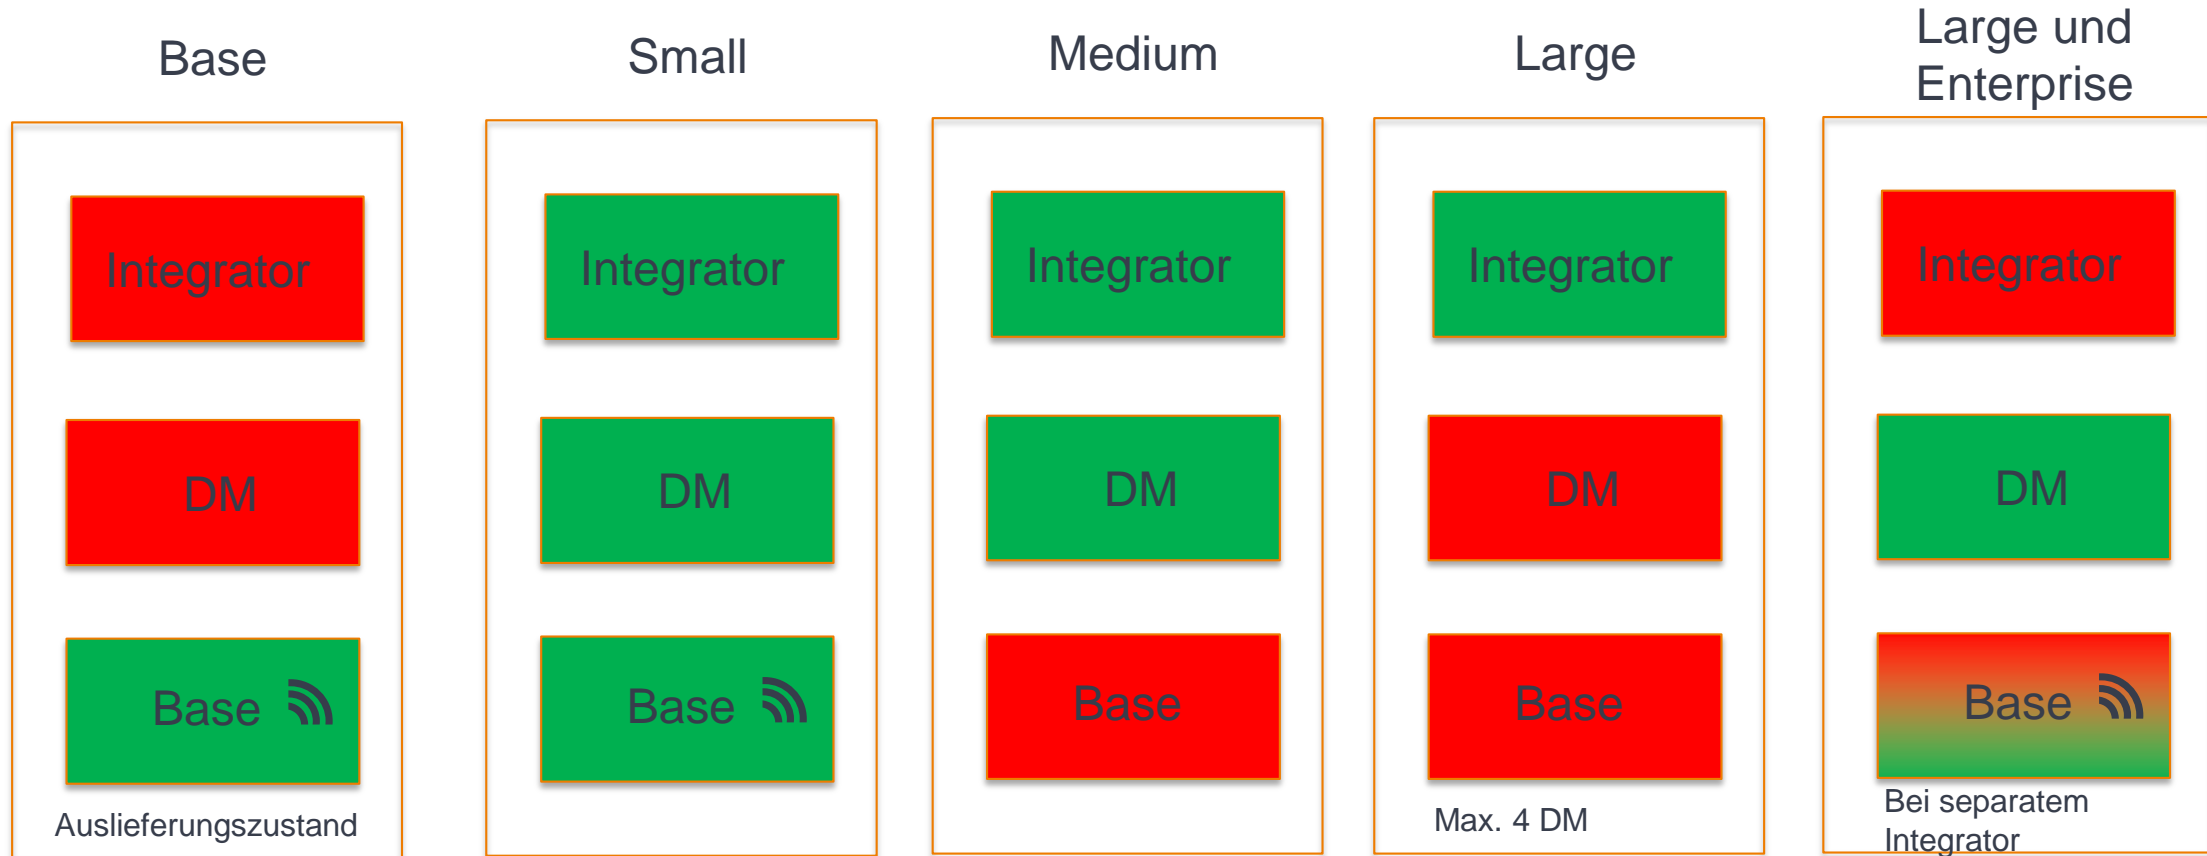 Base
Integrator
DM
Base
Auslieferungszustand
Small
Integrator
DM
Base
Medium
Integrator
DM
Base
Large
Integrator
DM
Base
Max. 4 DM
Large und
Enterprise
Integrator
DM
Base
Bei separatem
Integrator